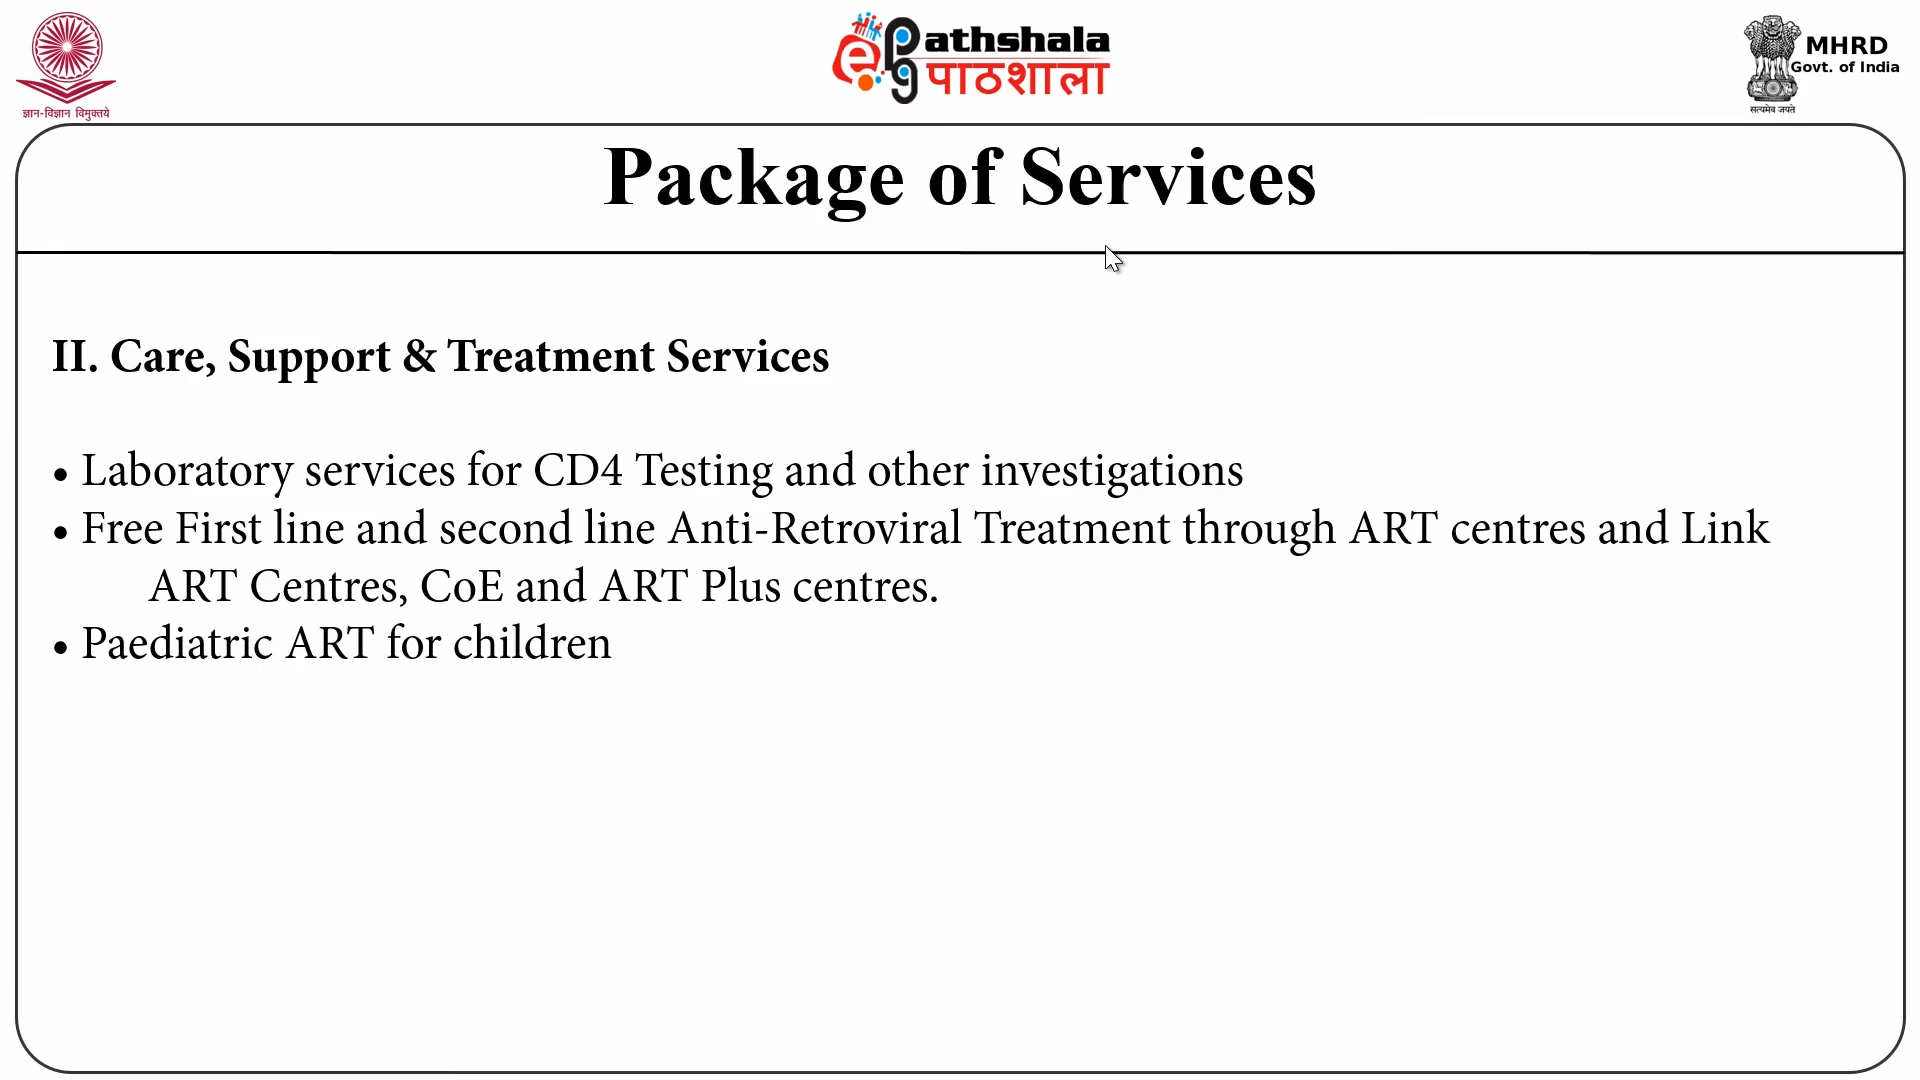 ज्ञान-विज्ञान विमुक्तये
e PG Pathshala
पाठशाला
MHRD
Govt. of India
सत्यमेव जयते
Package of Services
II. Care, Support & Treatment Services
• Laboratory services for CD4 Testing and other investigations
• Free First line and second line Anti-Retroviral Treatment through ART centres and Link
ART Centres, CoE and ART Plus centres.
• Paediatric ART for children